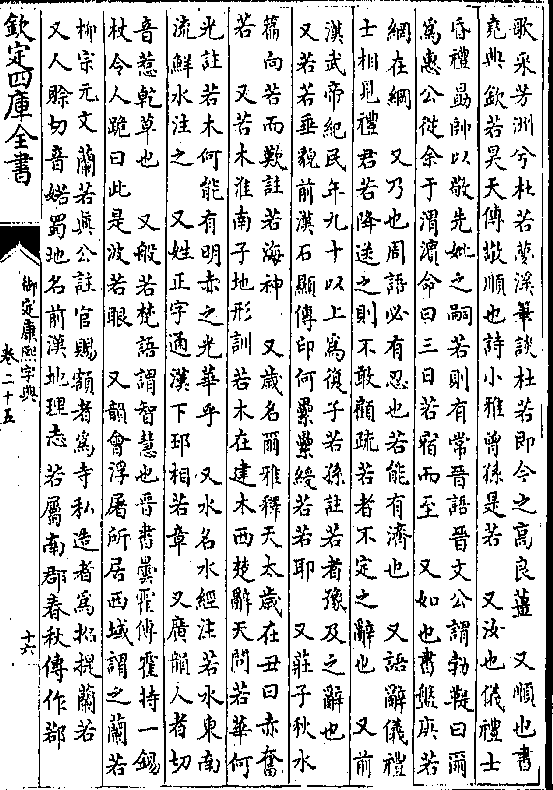 歌采芳洲兮杜若夢溪筆談杜若即今之高良薑　又順也書
堯典欽若昊天傳敬順也詩小雅曾孫是若　又汝也儀禮士
昏禮勗帥以敬先妣之嗣若則有常晉語晉文公謂勃鞮曰爾
為惠公從余于渭濱命曰三日若宿而至　又如也書盤庚若
網在綱　又乃也周語必有忍也若能有濟也　又語辭儀禮
士相見禮君若降送之則不敢顧疏若者不定之辭也　又前
漢武帝紀民年九十以上為復子若孫註若者豫及之辭也
又若若垂貌前漢石顯傳印何纍纍綬若若耶　又莊子秋水
篇向若而歎註若海神　又歲名爾雅釋天太歲在丑曰赤奮
若　又若木淮南子地形訓若木在建木西楚辭天問若華何
光註若木何能有明赤之光華乎　又水名水經注若水東南
流鮮水注之　又姓正字通漢下邳相若章　又廣韻人者切
音惹乾草也　又般若梵語謂智慧也晉書曇霍傳霍持一錫
杖令人跪曰此是波若眼　又韻會浮屠所居西域謂之蘭若
柳宗元文蘭若真公註官賜額者為寺私造者為招提蘭若
又人賒切音婼蜀地名前漢地理志若屬南郡春秋傳作鄀
欽定四庫全書
御定康熙字典
卷二十五
十六